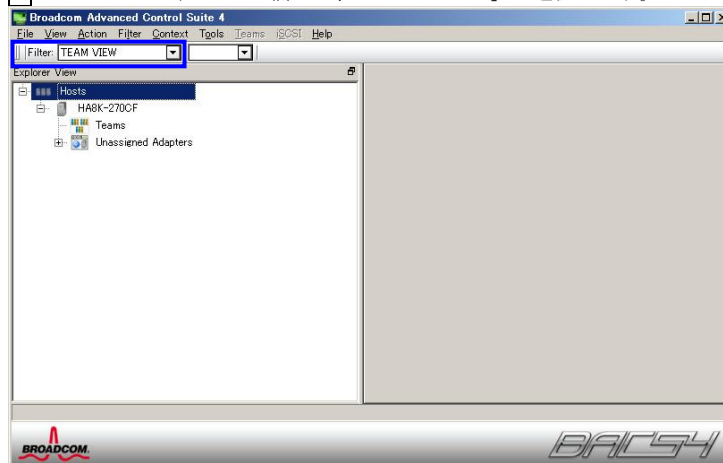 Broadcom Advanced Control Suite 4
File View Action Filter Context Tools Teams iSCSI Help
Filter: TEAM VIEW
Explorer View
Hosts
HA8K-270CF
Teams
Unassigned Adapters
BROADCOM.
BACS4